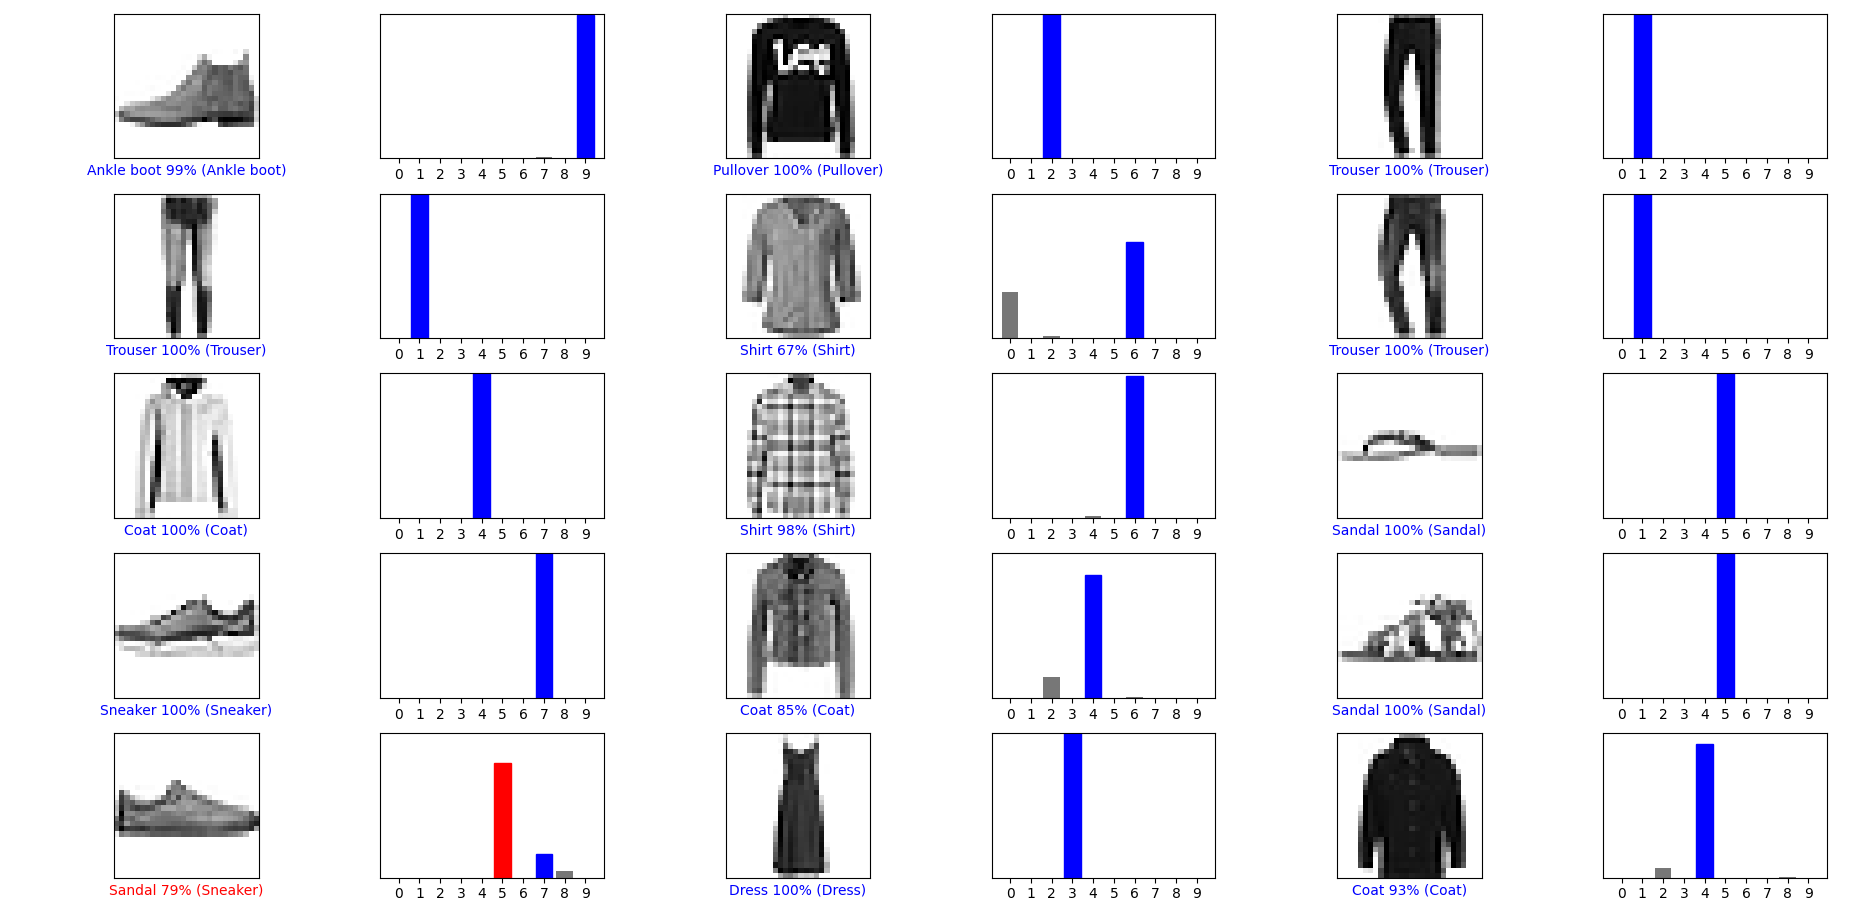 Lee
Ankle boot 99% (Ankle boot)
0 1 2 3 4 5 6 7 8 9
Pullover 100% (Pullover)
0 1 2 3 4 5 6 7 8 9
Trouser 100% (Trouser)
0 1 2 3 4 5 6 7 8 9
Trouser 100% (Trouser)
0 1 2 3 4 5 6 7 8 9
Shirt 67% (Shirt)
0 1 2 3 4 5 6 7 8 9
Trouser 100% (Trouser)
0 1 2 3 4 5 6 7 8 9
Coat 100% (Coat)
0 1 2 3 4 5 6 7 8 9
Shirt 98% (Shirt)
0 1 2 3 4 5 6 7 8 9
Sandal 100% (Sandal)
0 1 2 3 4 5 6 7 8 9
Sneaker 100% (Sneaker)
0 1 2 3 4 5 6 7 8 9
Coat 85% (Coat)
0 1 2 3 4 5 6 7 8 9
Sandal 100% (Sandal)
0 1 2 3 4 5 6 7 8 9
Sandal 79% (Sneaker)
0 1 2 3 4 5 6 7 8 9
Dress 100% (Dress)
0 1 2 3 4 5 6 7 8 9
Coat 93% (Coat)
0 1 2 3 4 5 6 7 8 9